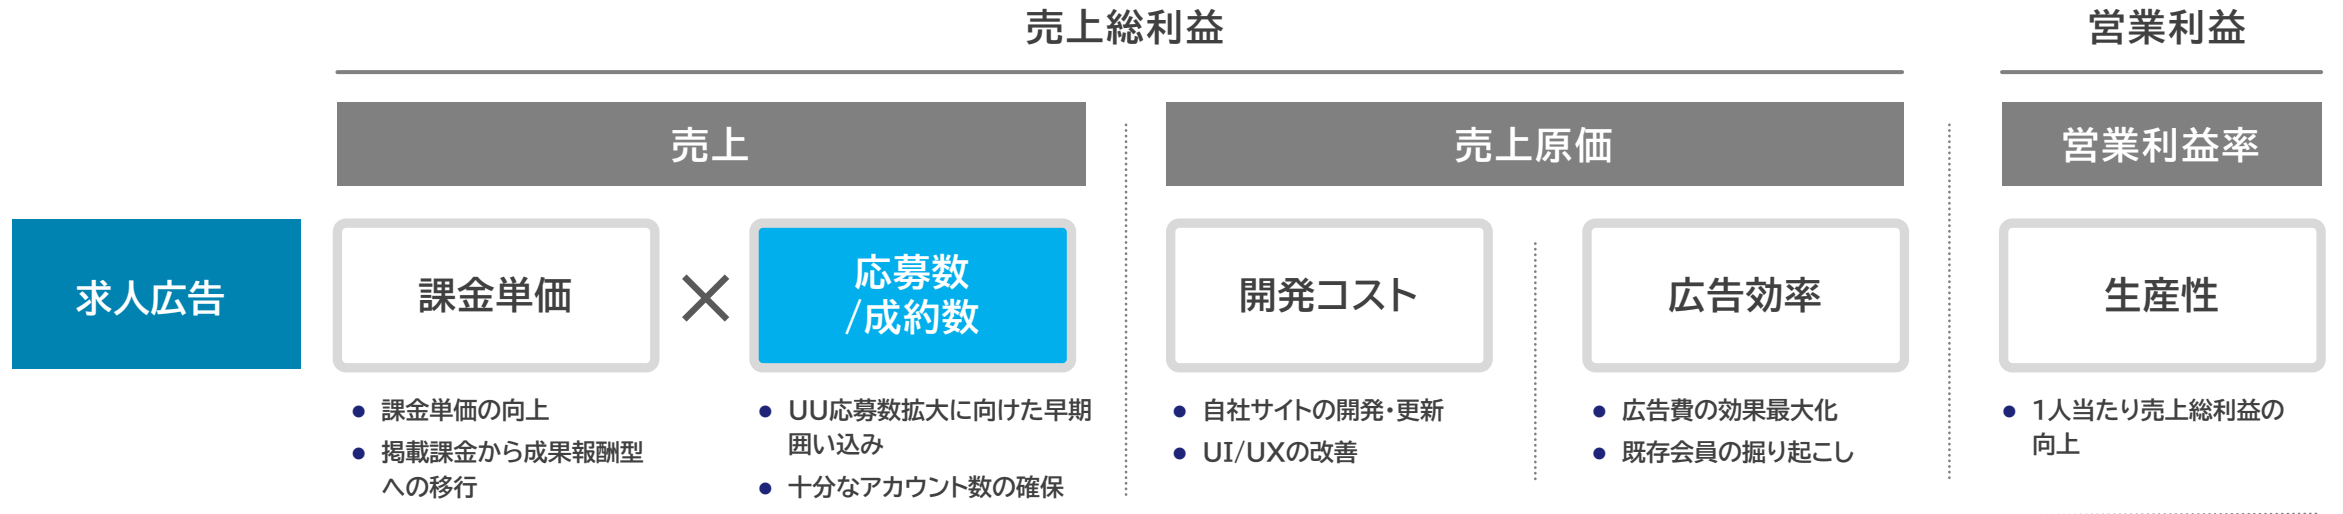 売上総利益
営業利益
売上
売上原価
営業利益率
求人広告
課金単価
×
応募数
/成約数
開発コスト
広告効率
生産性
● 課金単価の向上
● 掲載課金から成果報酬型
への移行
● UU応募数拡大に向けた早期
囲い込み
● 十分なアカウント数の確保
● 自社サイトの開発・更新
● UI/UXの改善
● 広告費の効果最大化
● 既存会員の掘り起こし
● 1人当たり売上総利益の
向上